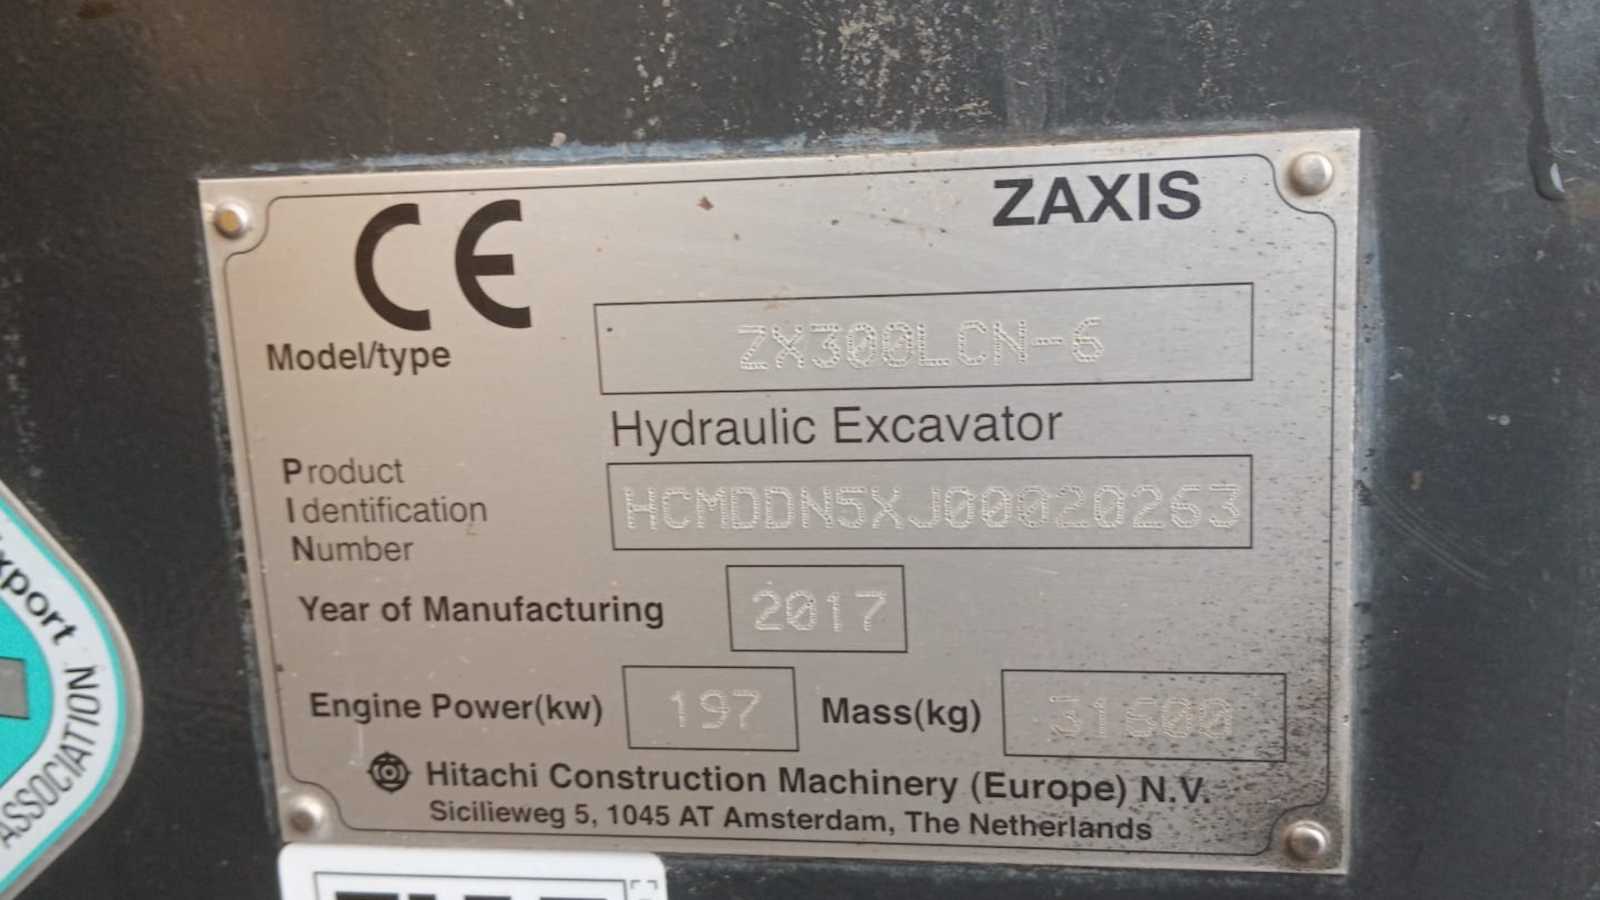 CE
ZAXIS
Model/type
ZX300LCN-6
Hydraulic Excavator
Product
Identification
Number
HCMDDN5XJ00020263
Year of Manufacturing
2017
Engine Power(kw)
197
Mass(kg)
31600
Hitachi Construction Machinery (Europe) N.V.
Sicilieweg 5, 1045 AT Amsterdam, The Netherlands
ASSOCIATION